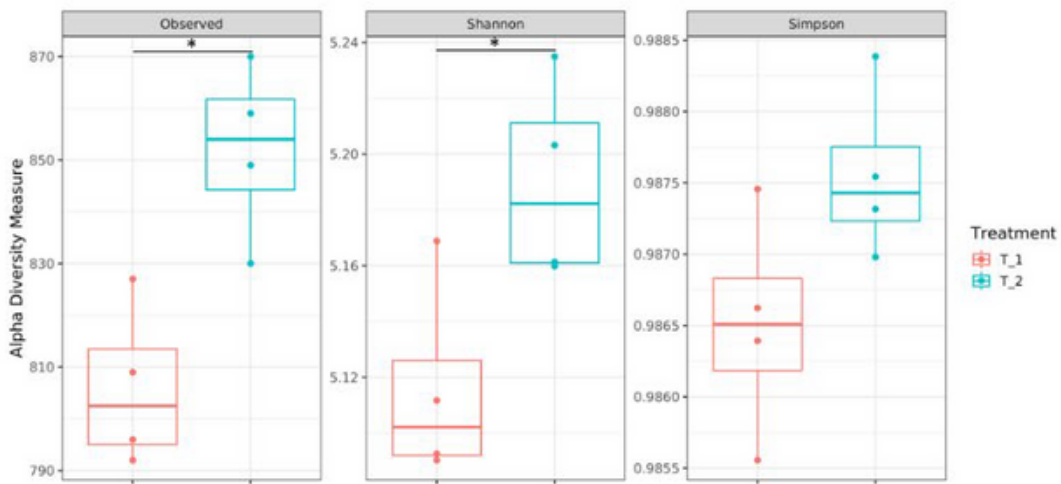 Observed
Shannon
Simpson
Alpha Diversity Measure
870
850
830
810
790
*
5.24
5.20
5.16
5.12
*
0.9885
0.9880
0.9875
0.9870
0.9865
0.9860
0.9855
Treatment
T_1
T_2